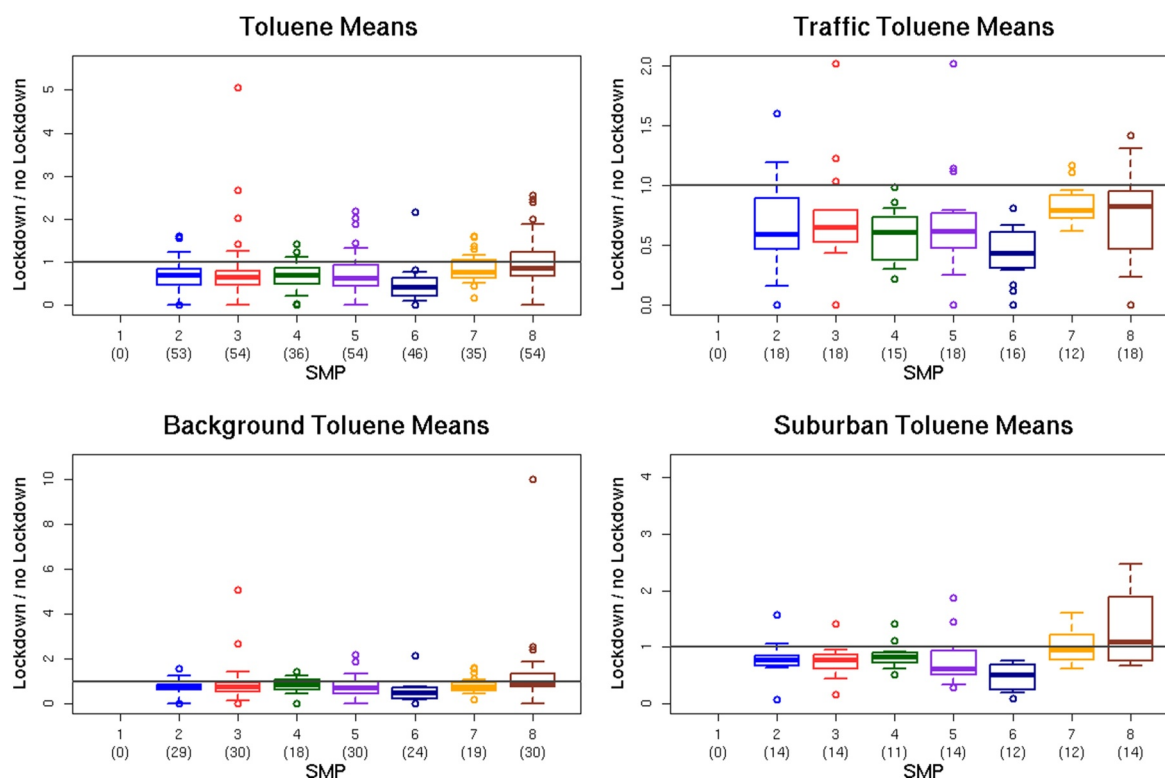 Toluene Means
Lockdown / no Lockdown
5
4
3
2
1
0
1 2 3 4 5 6 7 8
(0) (53) (54) (36) (54) (46) (35) (54)
SMP
Traffic Toluene Means
Lockdown / no Lockdown
2.0
1.5
1.0
0.5
0.0
1 2 3 4 5 6 7 8
(0) (18) (18) (15) (18) (16) (12) (18)
SMP
Background Toluene Means
Lockdown / no Lockdown
10
8
6
4
2
0
1 2 3 4 5 6 7 8
(0) (29) (30) (18) (30) (24) (19) (30)
SMP
Suburban Toluene Means
Lockdown / no Lockdown
4
3
2
1
0
1 2 3 4 5 6 7 8
(0) (14) (14) (11) (14) (12) (12) (14)
SMP